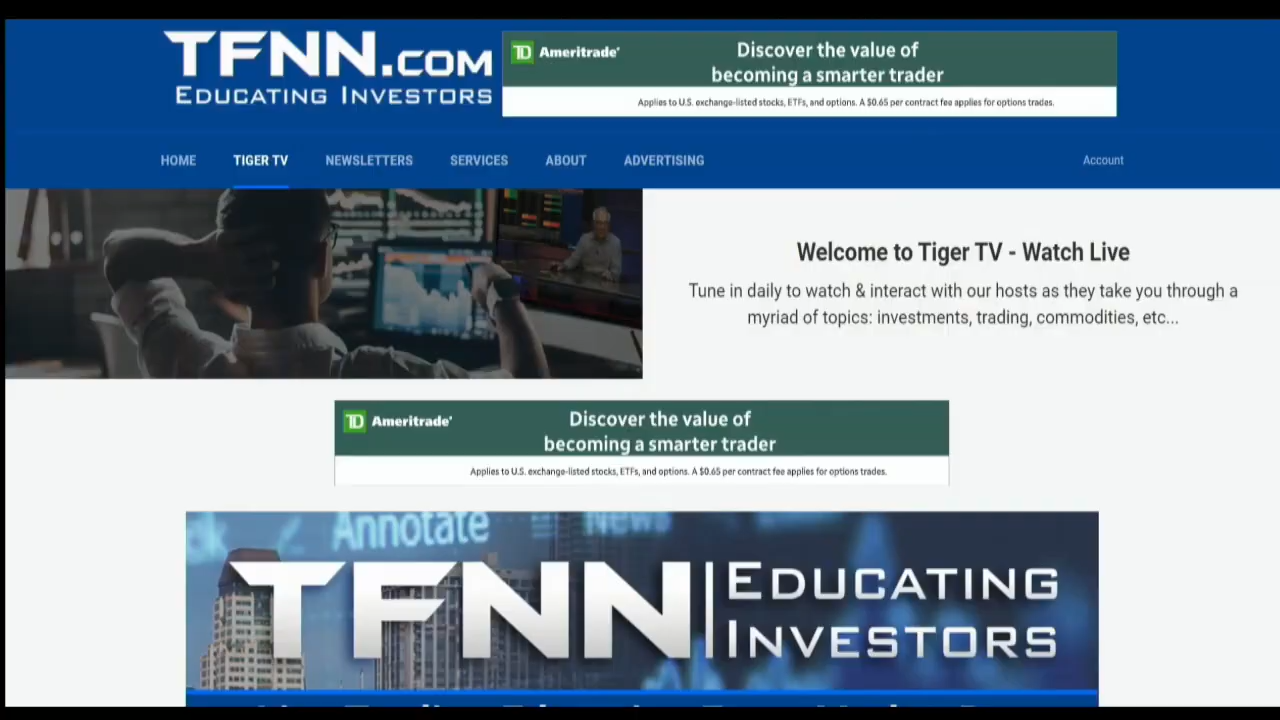 TFNN.COM
EDUCATING INVESTORS
TD Ameritrade
Discover the value of
becoming a smarter trader
Applies to U.S. exchange-listed stocks, ETFs, and options. A $0.65 per contract fee applies for options trades.
HOME TIGER TV NEWSLETTERS SERVICES ABOUT ADVERTISING Account
Welcome to Tiger TV - Watch Live
Tune in daily to watch & interact with our hosts as they take you through a
myriad of topics: investments, trading, commodities, etc...
TD Ameritrade
Discover the value of
becoming a smarter trader
Applies to U.S. exchange-listed stocks, ETFs, and options. A $0.65 per contract fee applies for options trades.
Annotate News
TFNN EDUCATING
INVESTORS